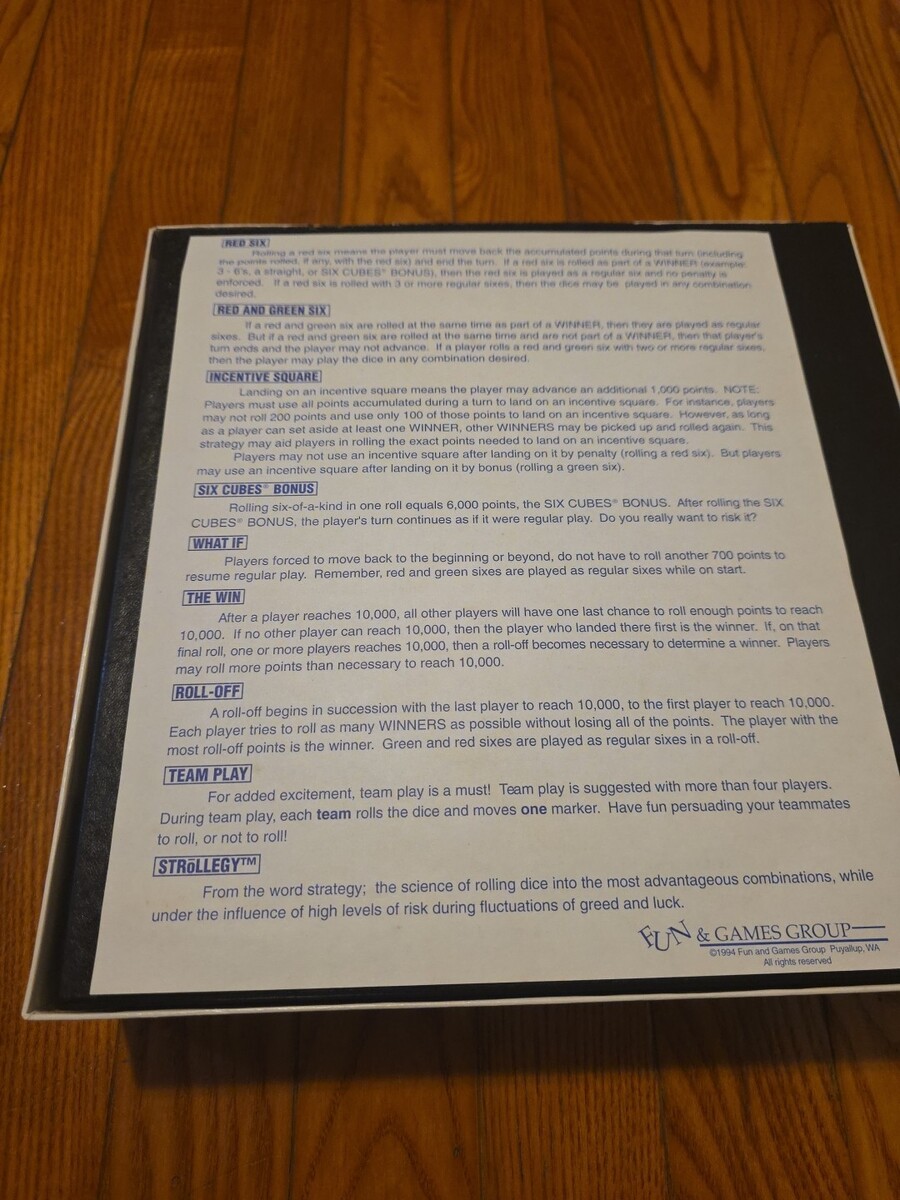 RED SIX
Rolling a red six means the player must move back the accumulated points during that turn (including
the points rolled, if any, with the red six) and end the turn. If a red six is rolled as part of a WINNER (example:
3 - 6's, a straight, or SIX CUBES® BONUS), then the red six is played as a regular six and no penalty is
enforced. If a red six is rolled with 3 or more regular sixes, then the dice may be played in any combination
desired.
RED AND GREEN SIX
If a red and green six are rolled at the same time as part of a WINNER, then they are played as regular
sixes. But if a red and green six are rolled at the same time and are not part of a WINNER, then that player's
turn ends and the player may not advance. If a player rolls a red and green six with two or more regular sixes,
then the player may play the dice in any combination desired.
INCENTIVE SQUARE
Landing on an incentive square means the player may advance an additional 1,000 points. NOTE:
Players must use all points accumulated during a turn to land on an incentive square. For instance, players
may not roll 200 points and use only 100 of those points to land on an incentive square. However, as long
as a player can set aside at least one WINNER, other WINNERS may be picked up and rolled again. This
strategy may aid players in rolling the exact points needed to land on an incentive square.
Players may not use an incentive square after landing on it by penalty (rolling a red six). But players
may use an incentive square after landing on it by bonus (rolling a green six).
SIX CUBES® BONUS
Rolling six-of-a-kind in one roll equals 6,000 points, the SIX CUBES® BONUS. After rolling the SIX
CUBES® BONUS, the player's turn continues as if it were regular play. Do you really want to risk it?
WHAT IF
Players forced to move back to the beginning or beyond, do not have to roll another 700 points to
resume regular play. Remember, red and green sixes are played as regular sixes while on start.
THE WIN
After a player reaches 10,000, all other players will have one last chance to roll enough points to reach
10,000. If no other player can reach 10,000, then the player who landed there first is the winner. If, on that
final roll, one or more players reaches 10,000, then a roll-off becomes necessary to determine a winner. Players
may roll more points than necessary to reach 10,000.
ROLL-OFF
A roll-off begins in succession with the last player to reach 10,000, to the first player to reach 10,000.
Each player tries to roll as many WINNERS as possible without losing all of the points. The player with the
most roll-off points is the winner. Green and red sixes are played as regular sixes in a roll-off.
TEAM PLAY
For added excitement, team play is a must! Team play is suggested with more than four players.
During team play, each team rolls the dice and moves one marker. Have fun persuading your teammates
to roll, or not to roll!
STRōLLEGY™
From the word strategy; the science of rolling dice into the most advantageous combinations, while
under the influence of high levels of risk during fluctuations of greed and luck.
FUN & GAMES GROUP
©1994 Fun and Games Group Puyallup, WA
All rights reserved